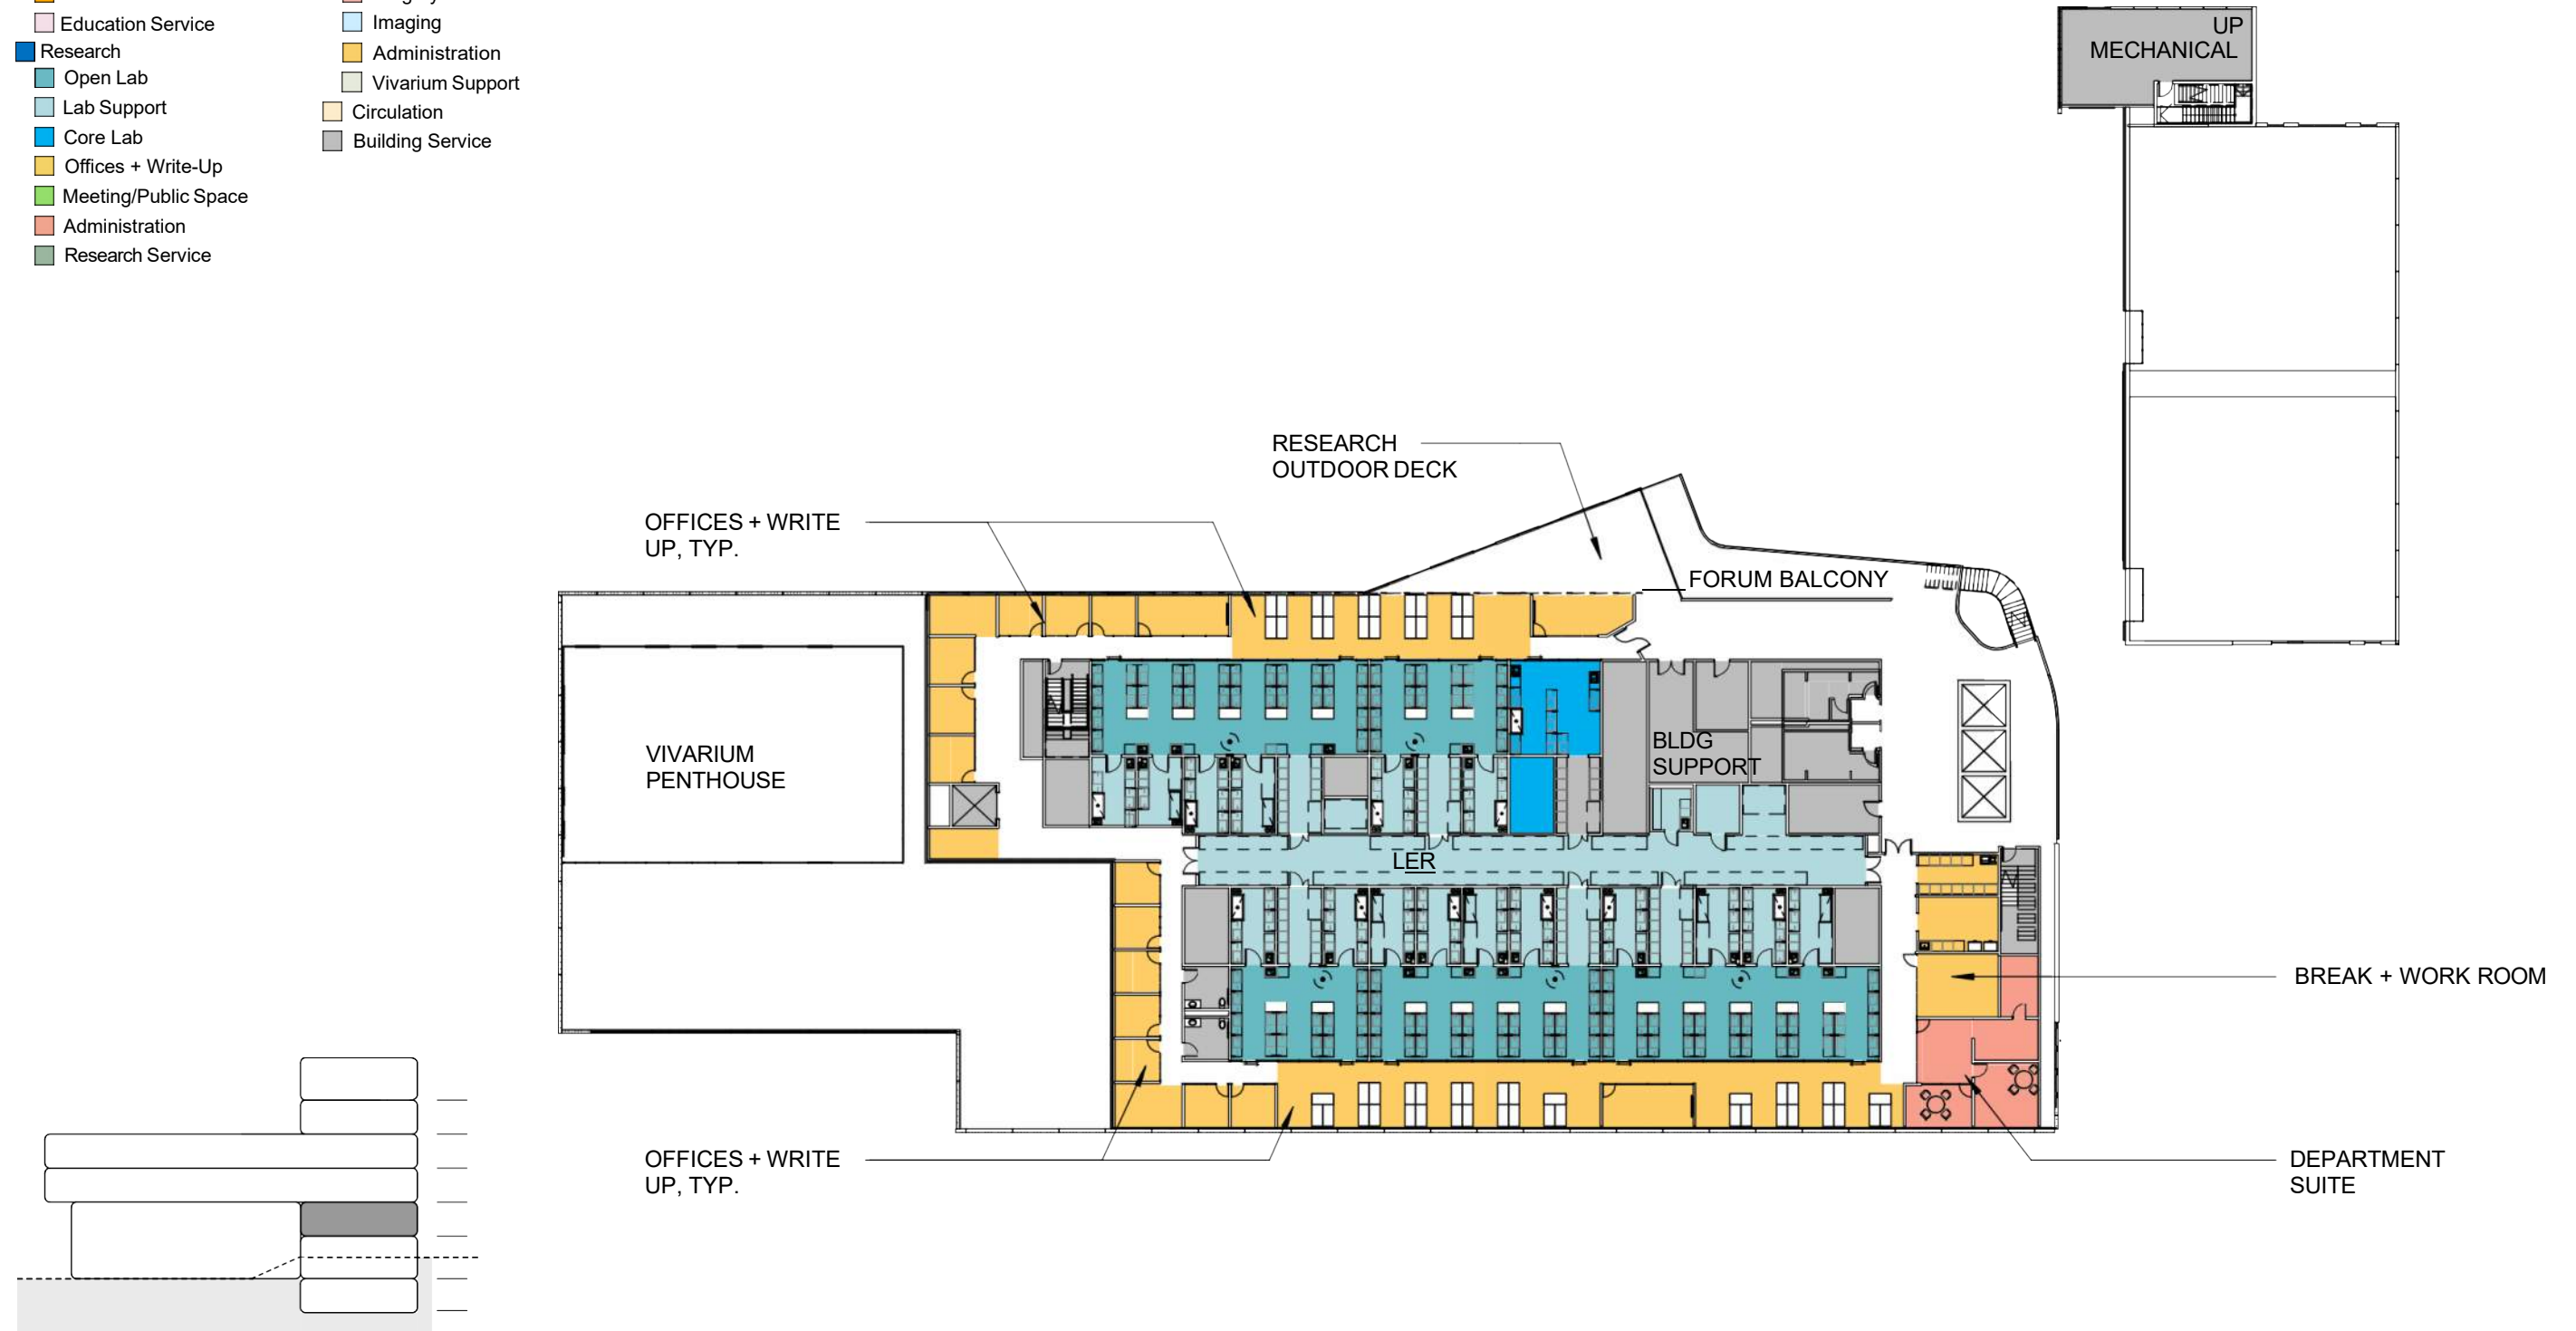 Education Service
Research
Open Lab
Lab Support
Core Lab
Offices + Write-Up
Meeting/Public Space
Administration
Research Service
Imaging
Administration
Vivarium Support
Circulation
Building Service
UP
MECHANICAL
RESEARCH
OUTDOOR DECK
OFFICES + WRITE
UP, TYP.
FORUM BALCONY
VIVARIUM
PENTHOUSE
BLDG
SUPPORT
LER
BREAK + WORK ROOM
OFFICES + WRITE
UP, TYP.
DEPARTMENT
SUITE